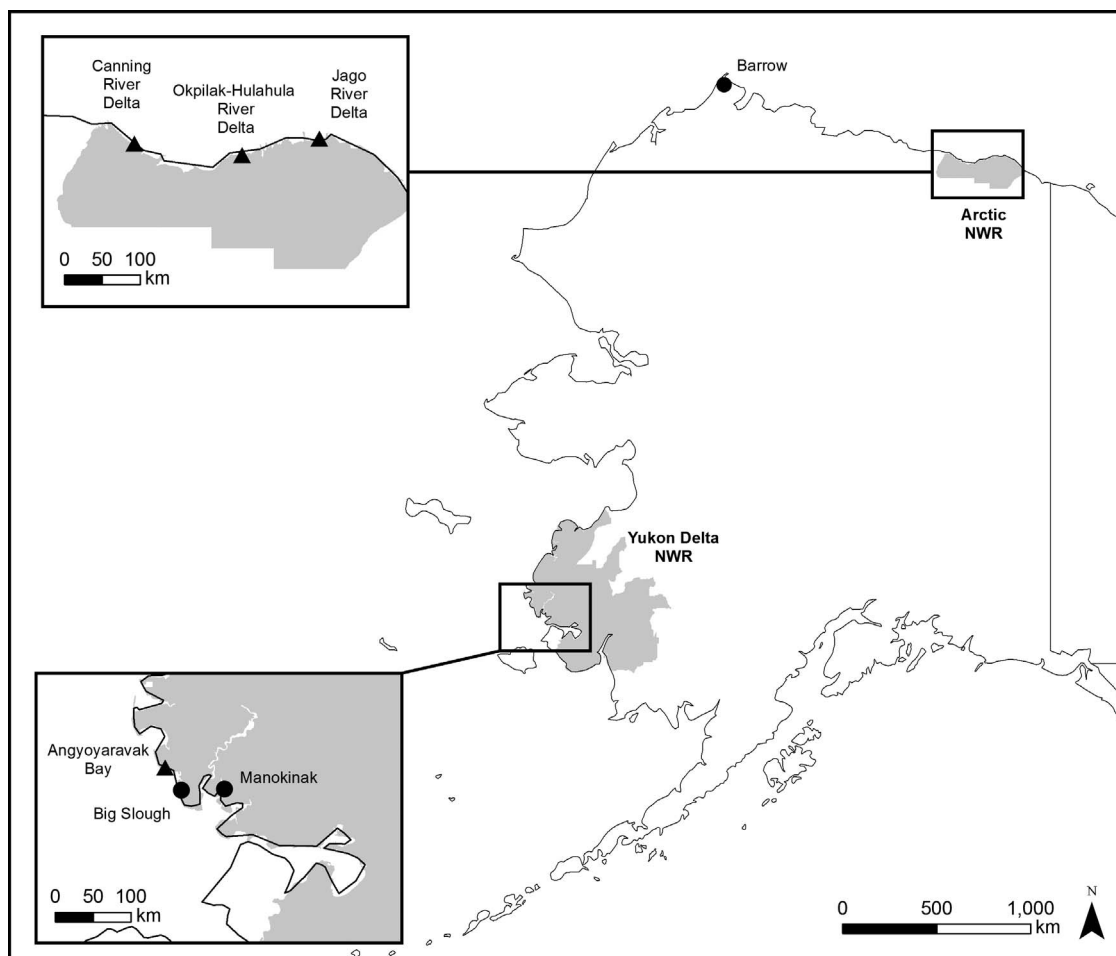 Canning
River
Delta
Okpilak-Hulahula
River
Delta
Jago
River
Delta
0 50 100
km
Barrow
Arctic
NWR
Yukon Delta
NWR
Angyoyaravak
Bay
Big Slough
Manokinak
0 50 100
km
0 500 1,000
km
N